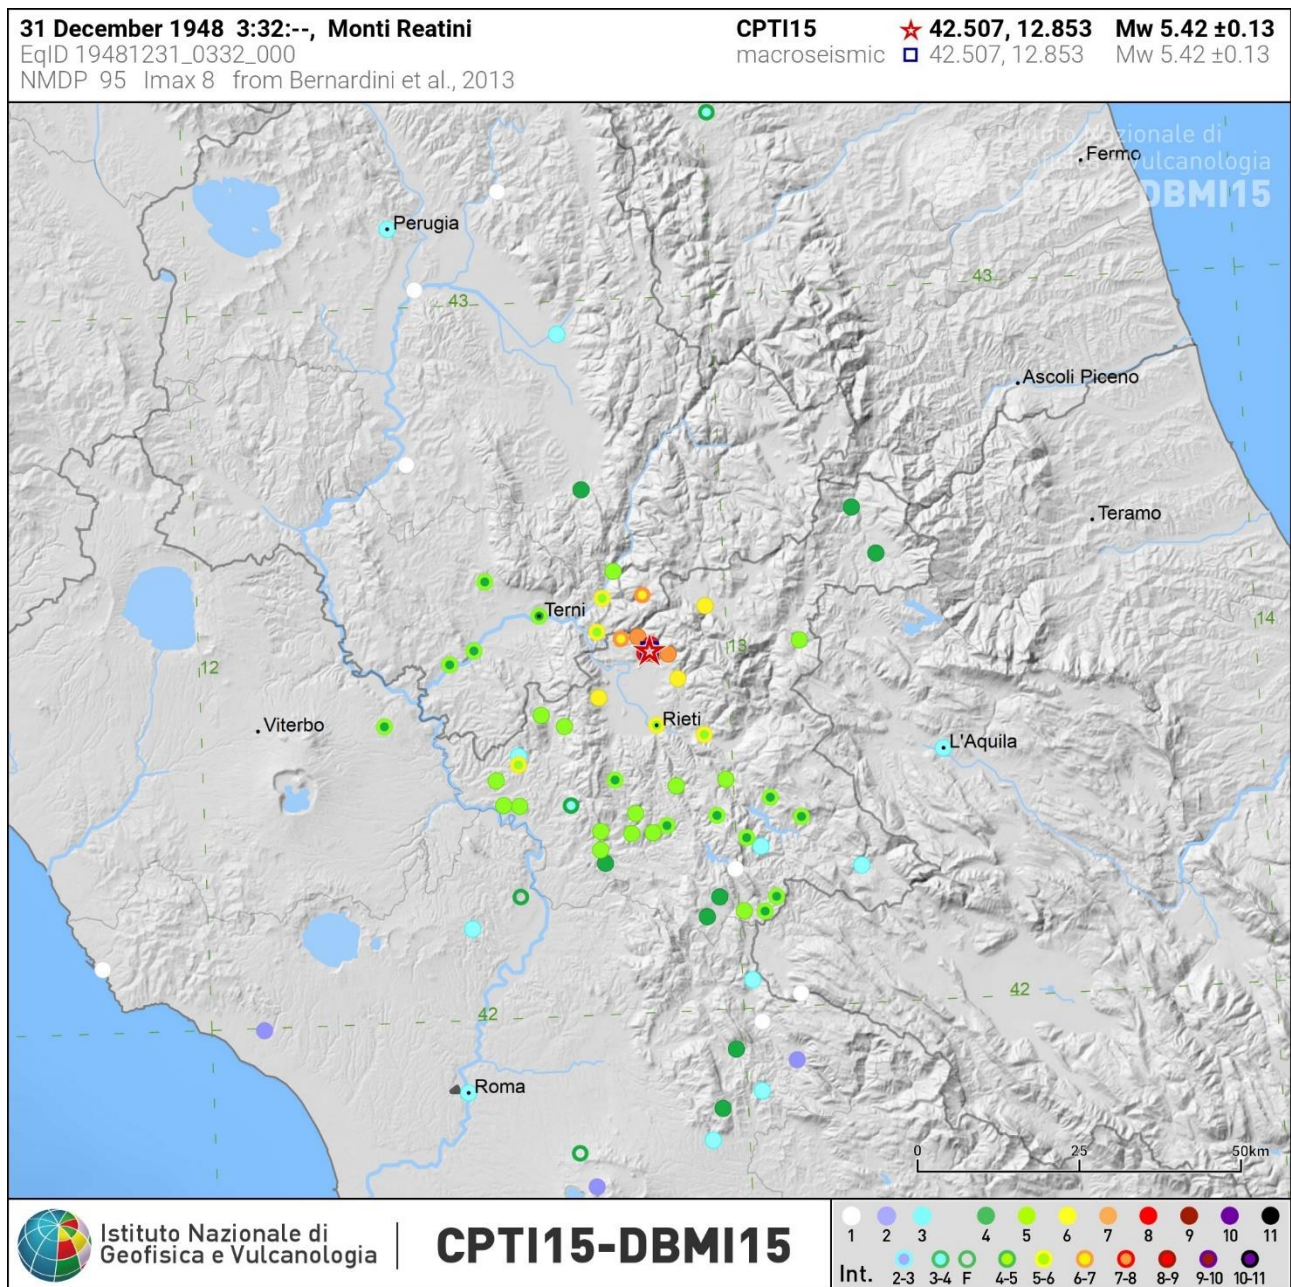 31 December 1948  3:32:--,  Monti Reatini
EqID 19481231_0332_000
NMDP  95  Imax 8  from Bernardini et al., 2013
CPTI15  42.507, 12.853  Mw 5.42 ±0.13
macroseismic  42.507, 12.853  Mw 5.42 ±0.13
Istituto Nazionale di
Geofisica e Vulcanologia
CPTI15-DBMI15
Fermo
Perugia
43
43
Ascoli Piceno
Teramo
Terni
14
13
12
Viterbo
Rieti
L'Aquila
42
42
Roma
0 25 50km
Istituto Nazionale di
Geofisica e Vulcanologia
CPTI15-DBMI15
1 2 3 4 5 6 7 8 9 10 11
Int. 2-3 3-4 F 4-5 5-6 6-7 7-8 8-9 9-10 10-11